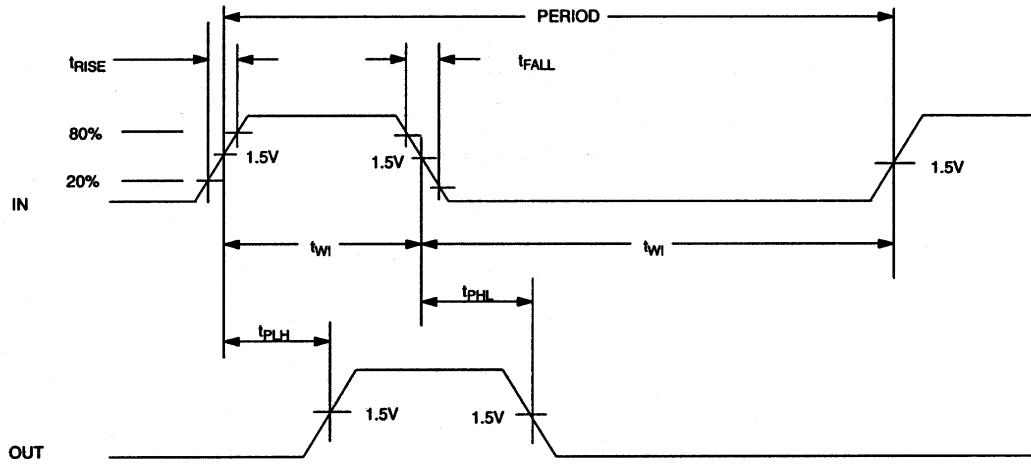 PERIOD
tRISE
tFALL
80%
1.5V
1.5V
1.5V
20%
IN
tWI
tWI
tPHL
tPLH
1.5V
1.5V
OUT